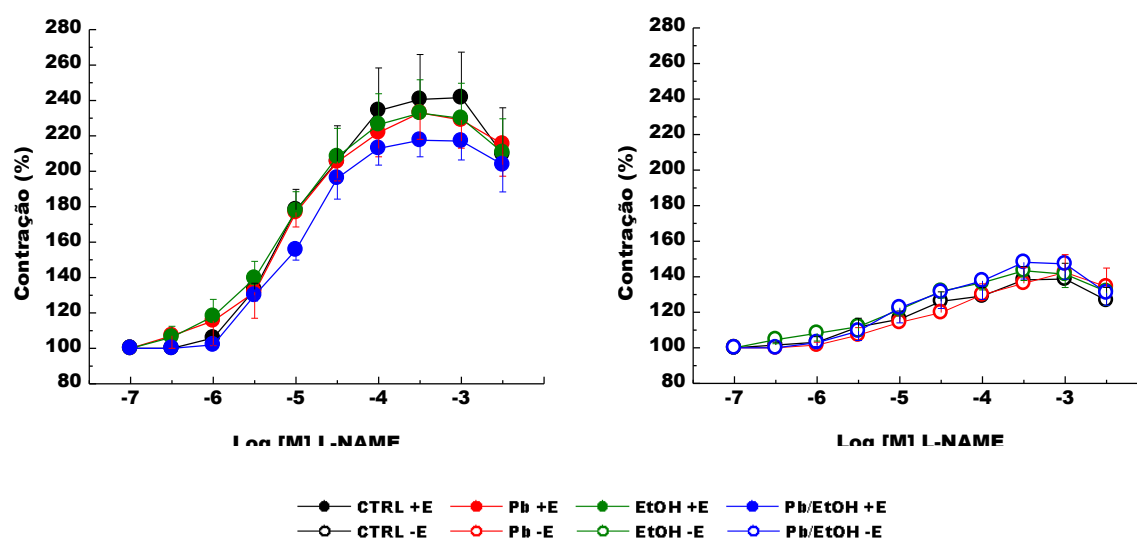 280
260
240
220
200
180
160
140
120
100
80
Contração (%)
-7 -6 -5 -4 -3
Log [M] L-NAME
280
260
240
220
200
180
160
140
120
100
80
Contração (%)
-7 -6 -5 -4 -3
Log [M] L-NAME
CTRL +E Pb +E EtOH +E Pb/EtOH +E
CTRL -E Pb -E EtOH -E Pb/EtOH -E